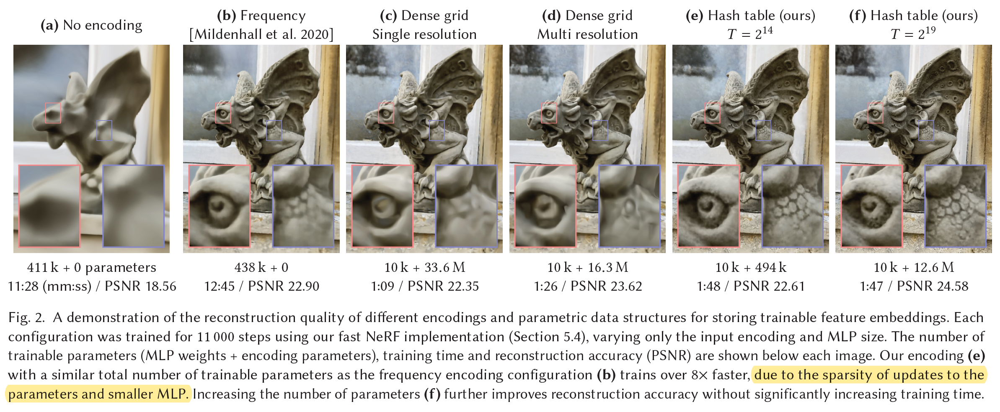 (a) No encoding
(b) Frequency
[Mildenhall et al. 2020]
(c) Dense grid
Single resolution
(d) Dense grid
Multi resolution
(e) Hash table (ours)
T = 2¹⁴
(f) Hash table (ours)
T = 2¹⁹
411 k + 0 parameters
11:28 (mm:ss) / PSNR 18.56
438 k + 0
12:45 / PSNR 22.90
10 k + 33.6 M
1:09 / PSNR 22.35
10 k + 16.3 M
1:26 / PSNR 23.62
10 k + 494 k
1:48 / PSNR 22.61
10 k + 12.6 M
1:47 / PSNR 24.58
Fig. 2. A demonstration of the reconstruction quality of different encodings and parametric data structures for storing trainable feature embeddings. Each
configuration was trained for 11 000 steps using our fast NeRF implementation (Section 5.4), varying only the input encoding and MLP size. The number of
trainable parameters (MLP weights + encoding parameters), training time and reconstruction accuracy (PSNR) are shown below each image. Our encoding (e)
with a similar total number of trainable parameters as the frequency encoding configuration (b) trains over 8× faster, due to the sparsity of updates to the
parameters and smaller MLP. Increasing the number of parameters (f) further improves reconstruction accuracy without significantly increasing training time.